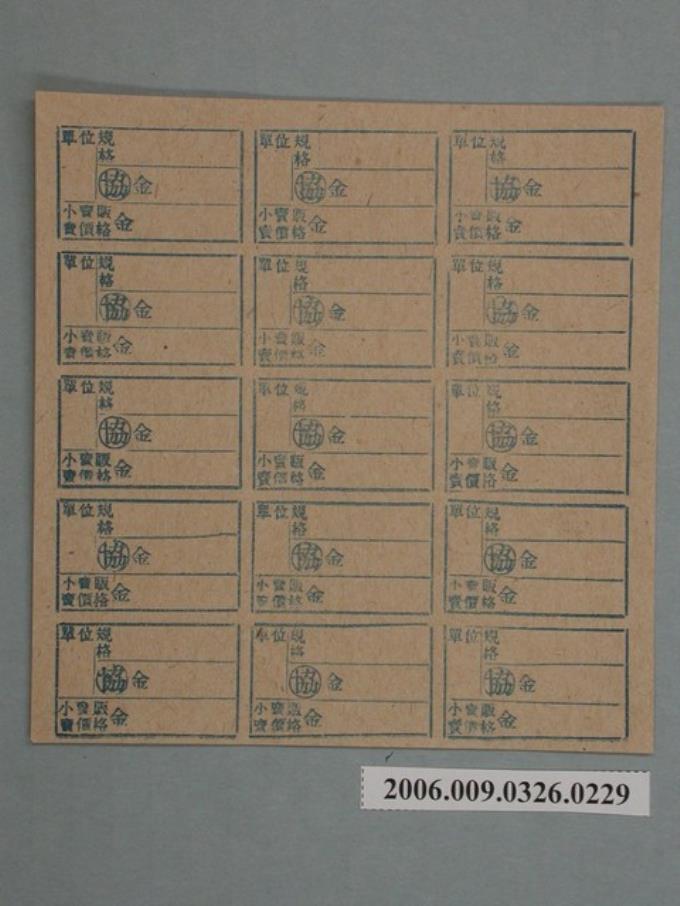 單位規
格
協金
小賣販
賣價格金
單位規
格
協金
小賣販
賣價格金
單位規
格
協金
小賣販
賣價格金
單位規
格
協金
小賣販
賣價格金
單位規
格
協金
小賣販
賣價格金
單位規
格
協金
小賣販
賣價格金
單位規
格
協金
小賣販
賣價格金
單位規
格
協金
小賣販
賣價格金
單位規
格
協金
小賣販
賣價格金
單位規
格
協金
小賣販
賣價格金
單位規
格
協金
小賣販
賣價格金
單位規
格
協金
小賣販
賣價格金
單位規
格
協金
小賣販
賣價格金
單位規
格
協金
小賣販
賣價格金
單位規
格
協金
小賣販
賣價格金
2006.009.0326.0229